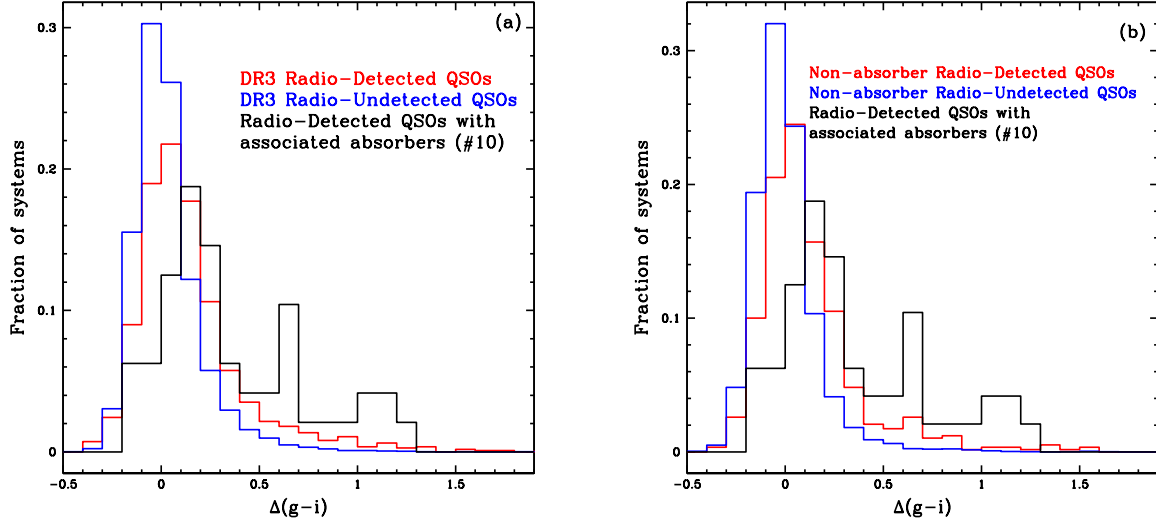 (a)
DR3 Radio-Detected QSOs
DR3 Radio-Undetected QSOs
Radio-Detected QSOs with
associated absorbers (#10)
Fraction of systems
0.3
0.2
0.1
0
-0.5
0
0.5
1
1.5
Δ(g-i)
(b)
Non-absorber Radio-Detected QSOs
Non-absorber Radio-Undetected QSOs
Radio-Detected QSOs with
associated absorbers (#10)
Fraction of systems
0.3
0.2
0.1
0
-0.5
0
0.5
1
1.5
Δ(g-i)